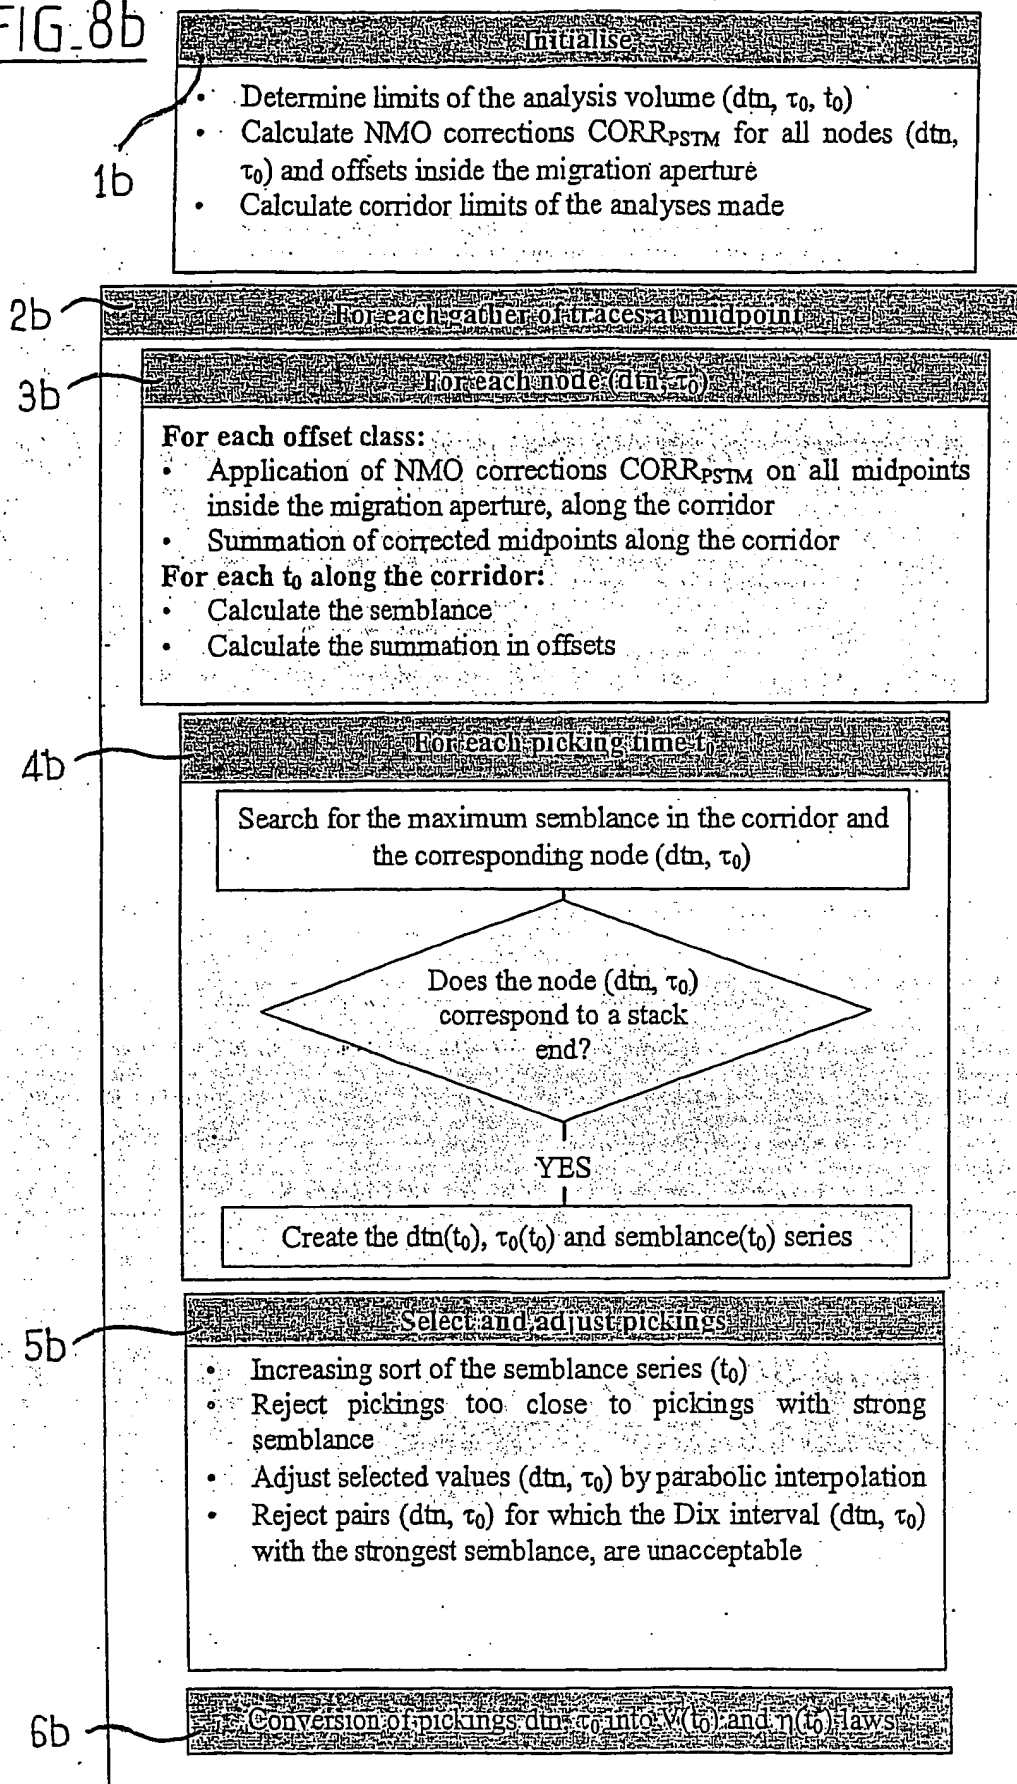 FIG_8b
Initialise
• Determine limits of the analysis volume (dtn, τ₀, t₀)
• Calculate NMO corrections CORR_PSTM for all nodes (dtn,
τ₀) and offsets inside the migration aperture
• Calculate corridor limits of the analyses made
1b
2b
For each gather of traces at midpoint
3b
For each node (dtn, τ₀)
For each offset class:
• Application of NMO corrections CORR_PSTM on all midpoints
inside the migration aperture, along the corridor
• Summation of corrected midpoints along the corridor
For each t₀ along the corridor:
• Calculate the semblance
• Calculate the summation in offsets
4b
For each picking time t₀
Search for the maximum semblance in the corridor and
the corresponding node (dtn, τ₀)
Does the node (dtn, τ₀)
correspond to a stack
end?
YES
Create the dtn(t₀), τ₀(t₀) and semblance(t₀) series
5b
Select and adjust pickings
• Increasing sort of the semblance series (t₀)
• Reject pickings too close to pickings with strong
semblance
• Adjust selected values (dtn, τ₀) by parabolic interpolation
• Reject pairs (dtn, τ₀) for which the Dix interval (dtn, τ₀)
with the strongest semblance, are unacceptable
6b
Conversion of pickings dtn, τ₀ into V(t₀) and η(t₀) laws